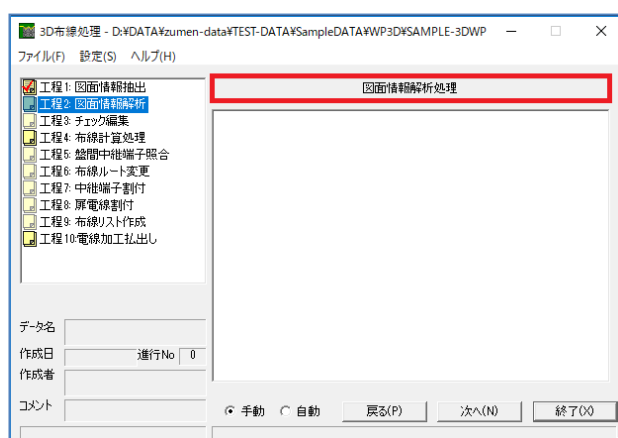 3D布線処理 - D:¥DATA¥zumen-data¥TEST-DATA¥SampleDATA¥WP3D¥SAMPLE-3DWP
ファイル(F) 設定(S) ヘルプ(H)
工程1: 図面情報抽出
工程2: 図面情報解析
工程3: チェック編集
工程4: 布線計算処理
工程5: 盤間中継端子照合
工程6: 布線ルート変更
工程7: 中継端子割付
工程8: 扉電線割付
工程9: 布線リスト作成
工程10:電線加工払出し
図面情報解析処理
データ名
作成日 進行No 0
作成者
コメント
手動 自動 戻る(P) 次へ(N) 終了(X)